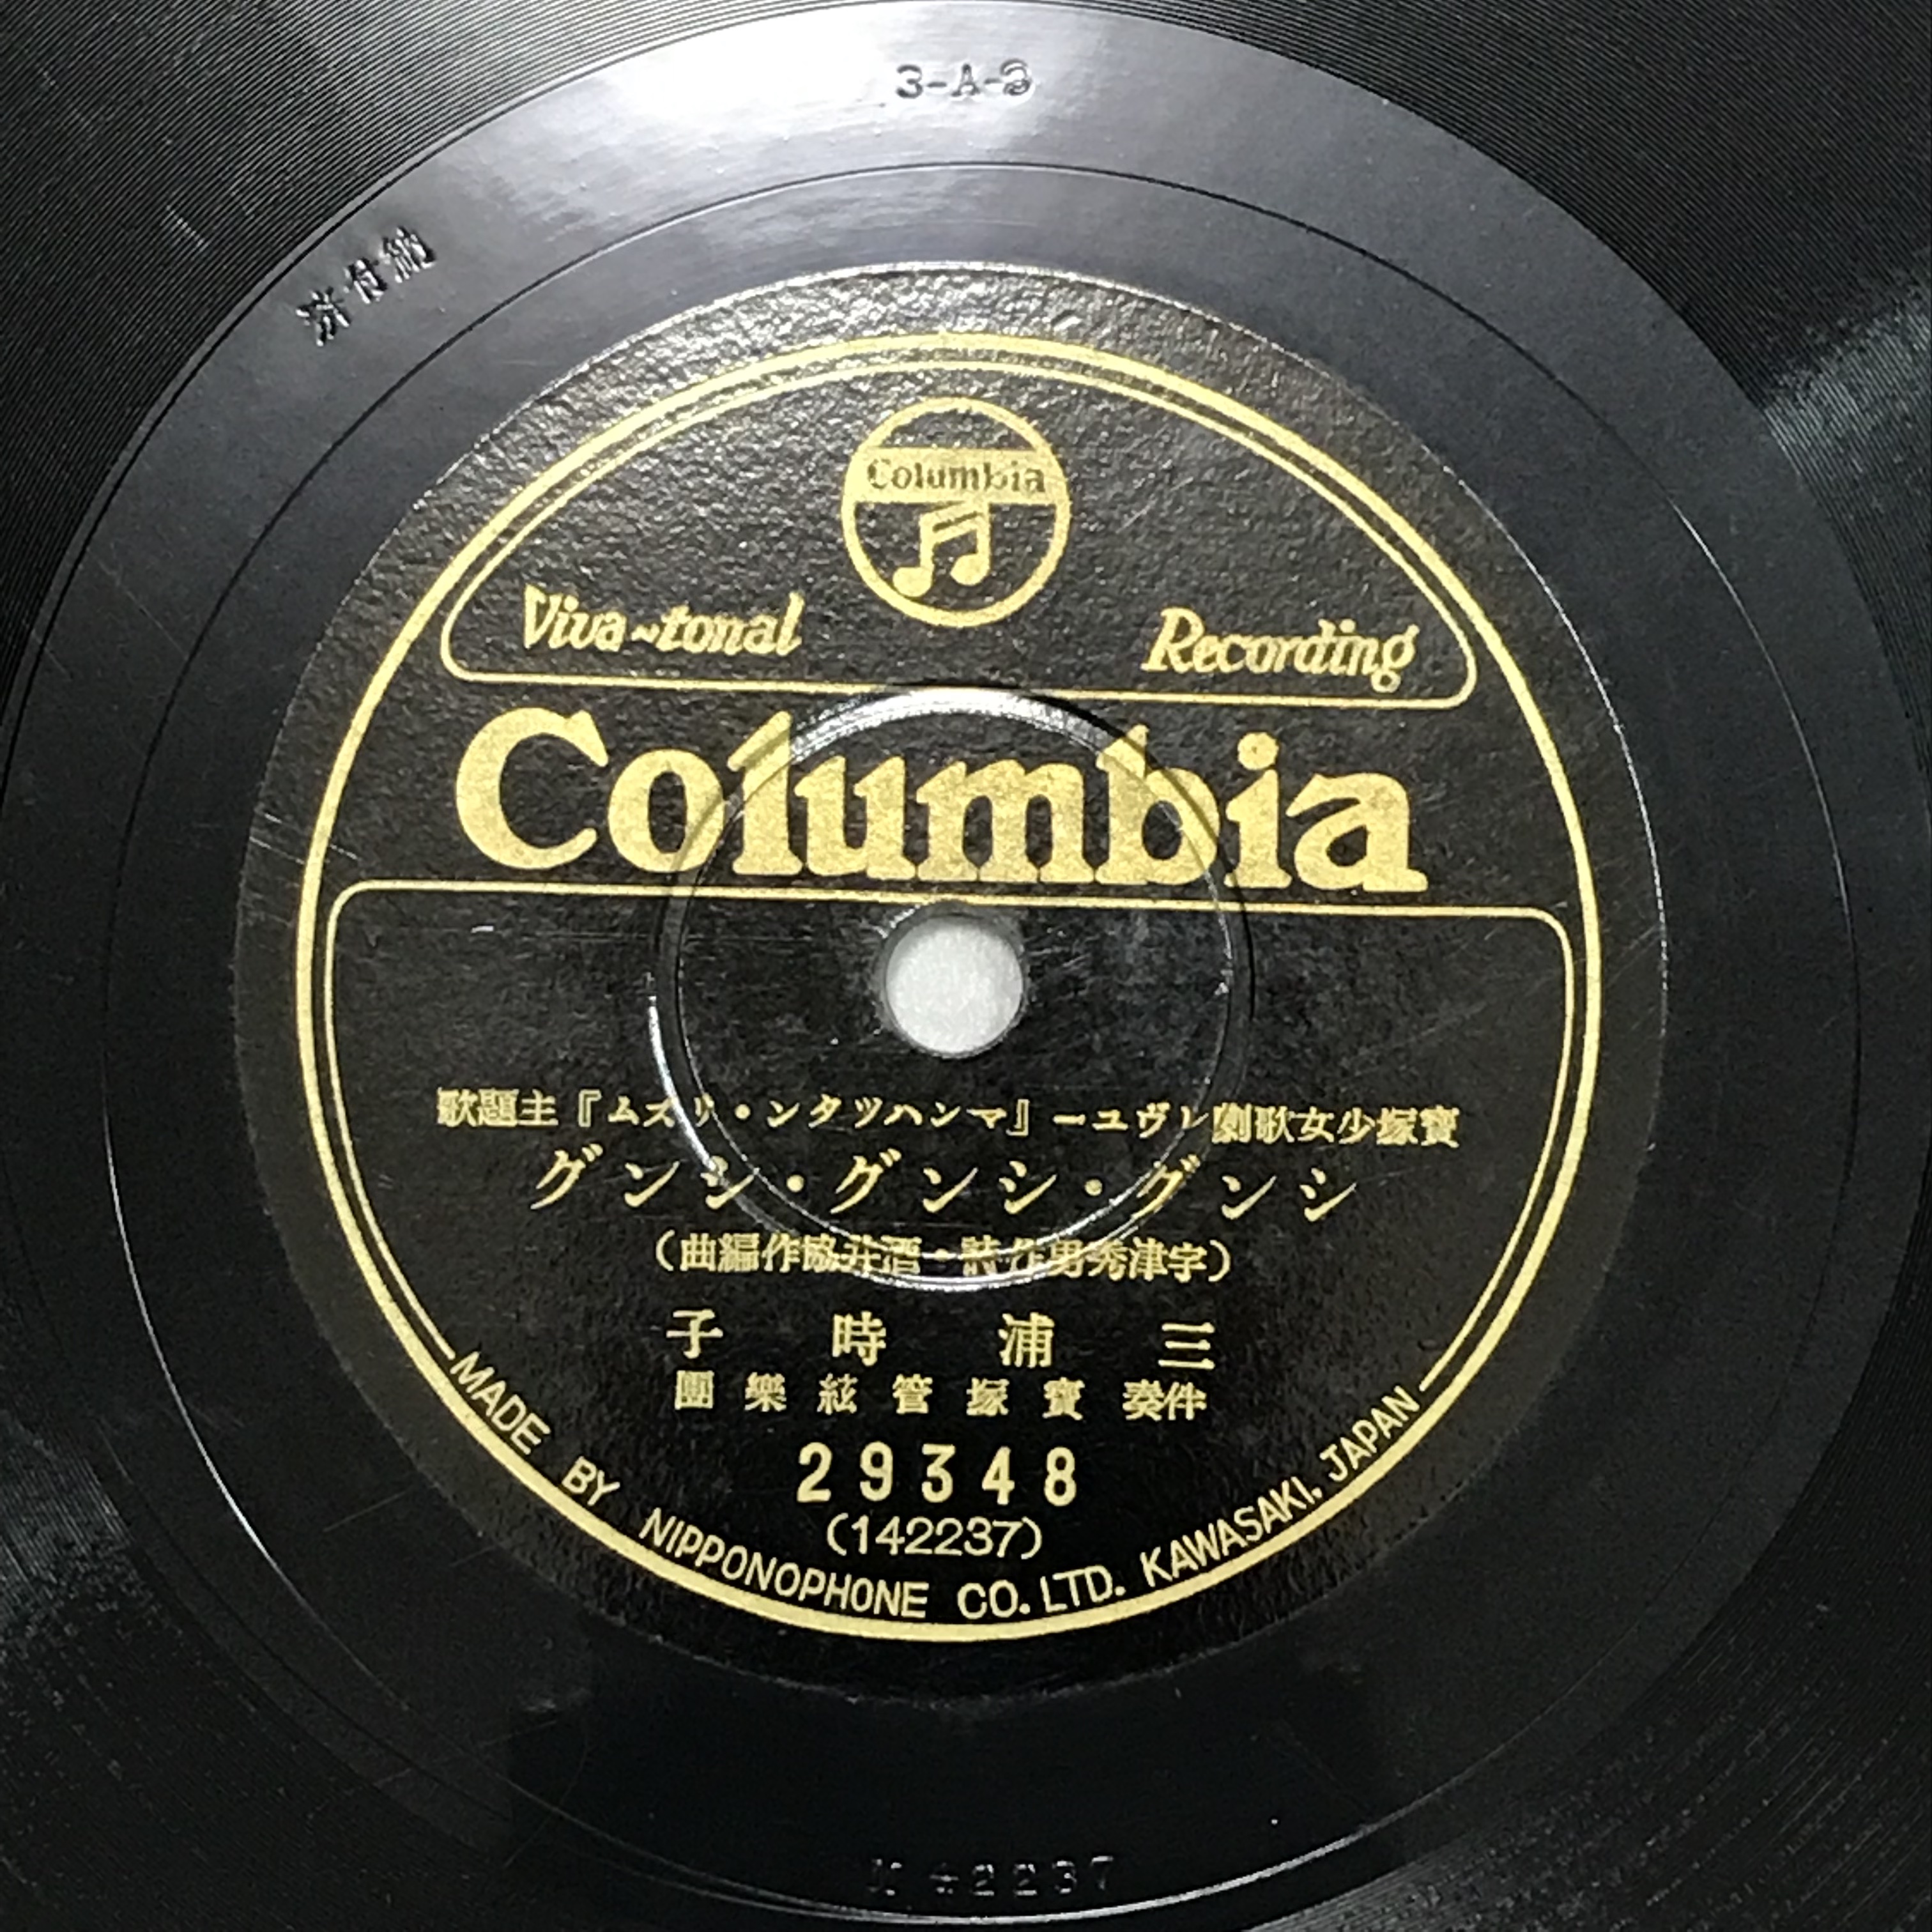 3-A-3
納付済
Columbia
Viva-tonal Recording
Columbia
寶塚少女歌劇レヴユー『マンハツタン・リズム』主題歌
シング・シング・シング
(宇津秀男作詩・酒井協作編曲)
三浦時子
伴奏 寶塚管絃樂團
29348
(142237)
MADE BY NIPPONOPHONE CO. LTD. KAWASAKI. JAPAN